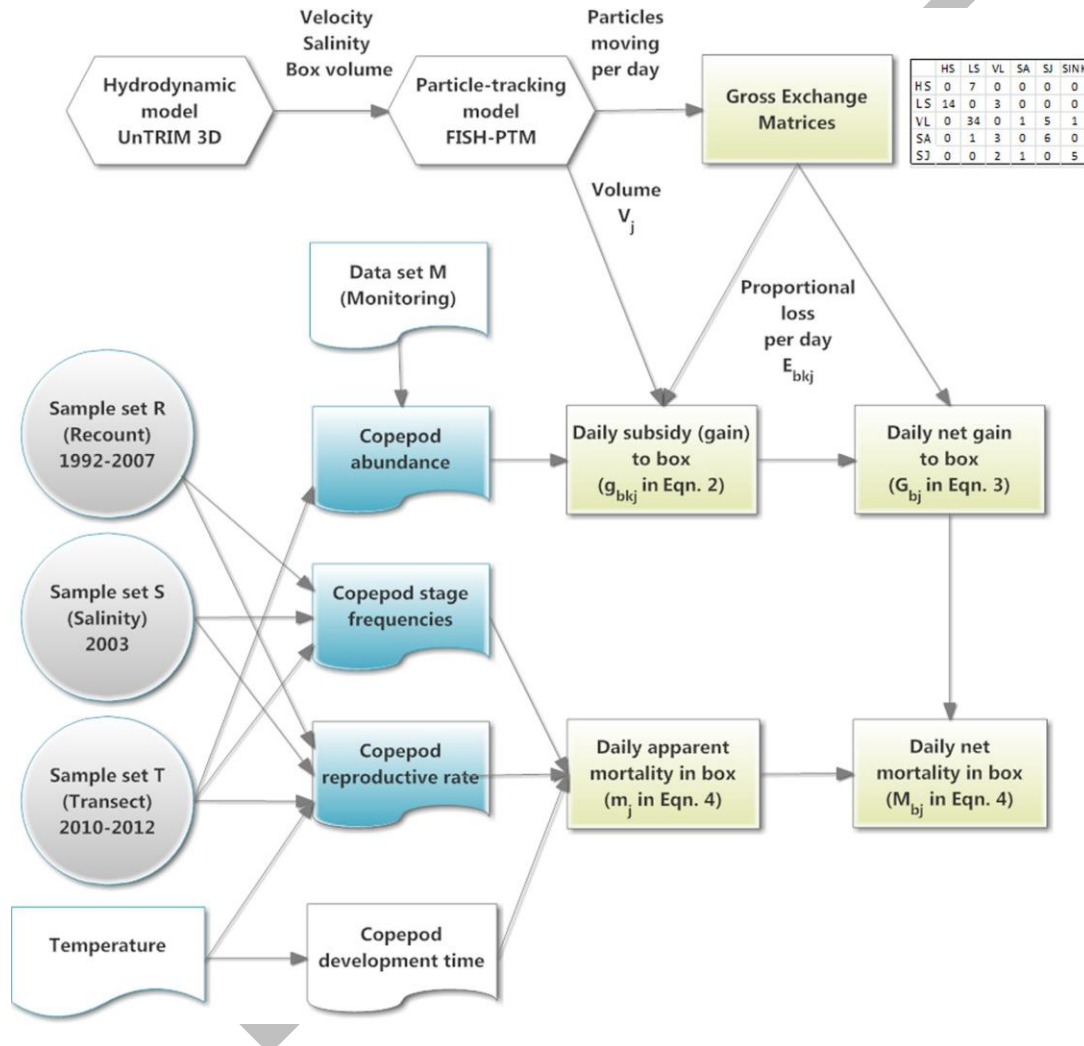 Velocity
Salinity
Box volume
Particles
moving
per day
Hydrodynamic
model
UnTRIM 3D
Particle-tracking
model
FISH-PTM
Gross Exchange
Matrices
HS LS VL SA SJ SINK
HS 0 7 0 0 0 0
LS 14 0 3 0 0 0
VL 0 34 0 1 5 1
SA 0 1 3 0 6 0
SJ 0 0 2 1 0 5
Volume
Vj
Data set M
(Monitoring)
Proportional
loss
per day
Ebkj
Sample set R
(Recount)
1992-2007
Copepod
abundance
Daily subsidy (gain)
to box
(gbkj in Eqn. 2)
Daily net gain
to box
(Gbj in Eqn. 3)
Sample set S
(Salinity)
2003
Copepod stage
frequencies
Sample set T
(Transect)
2010-2012
Copepod
reproductive rate
Daily apparent
mortality in box
(mj in Eqn. 4)
Daily net
mortality in box
(Mbj in Eqn. 4)
Temperature
Copepod
development time